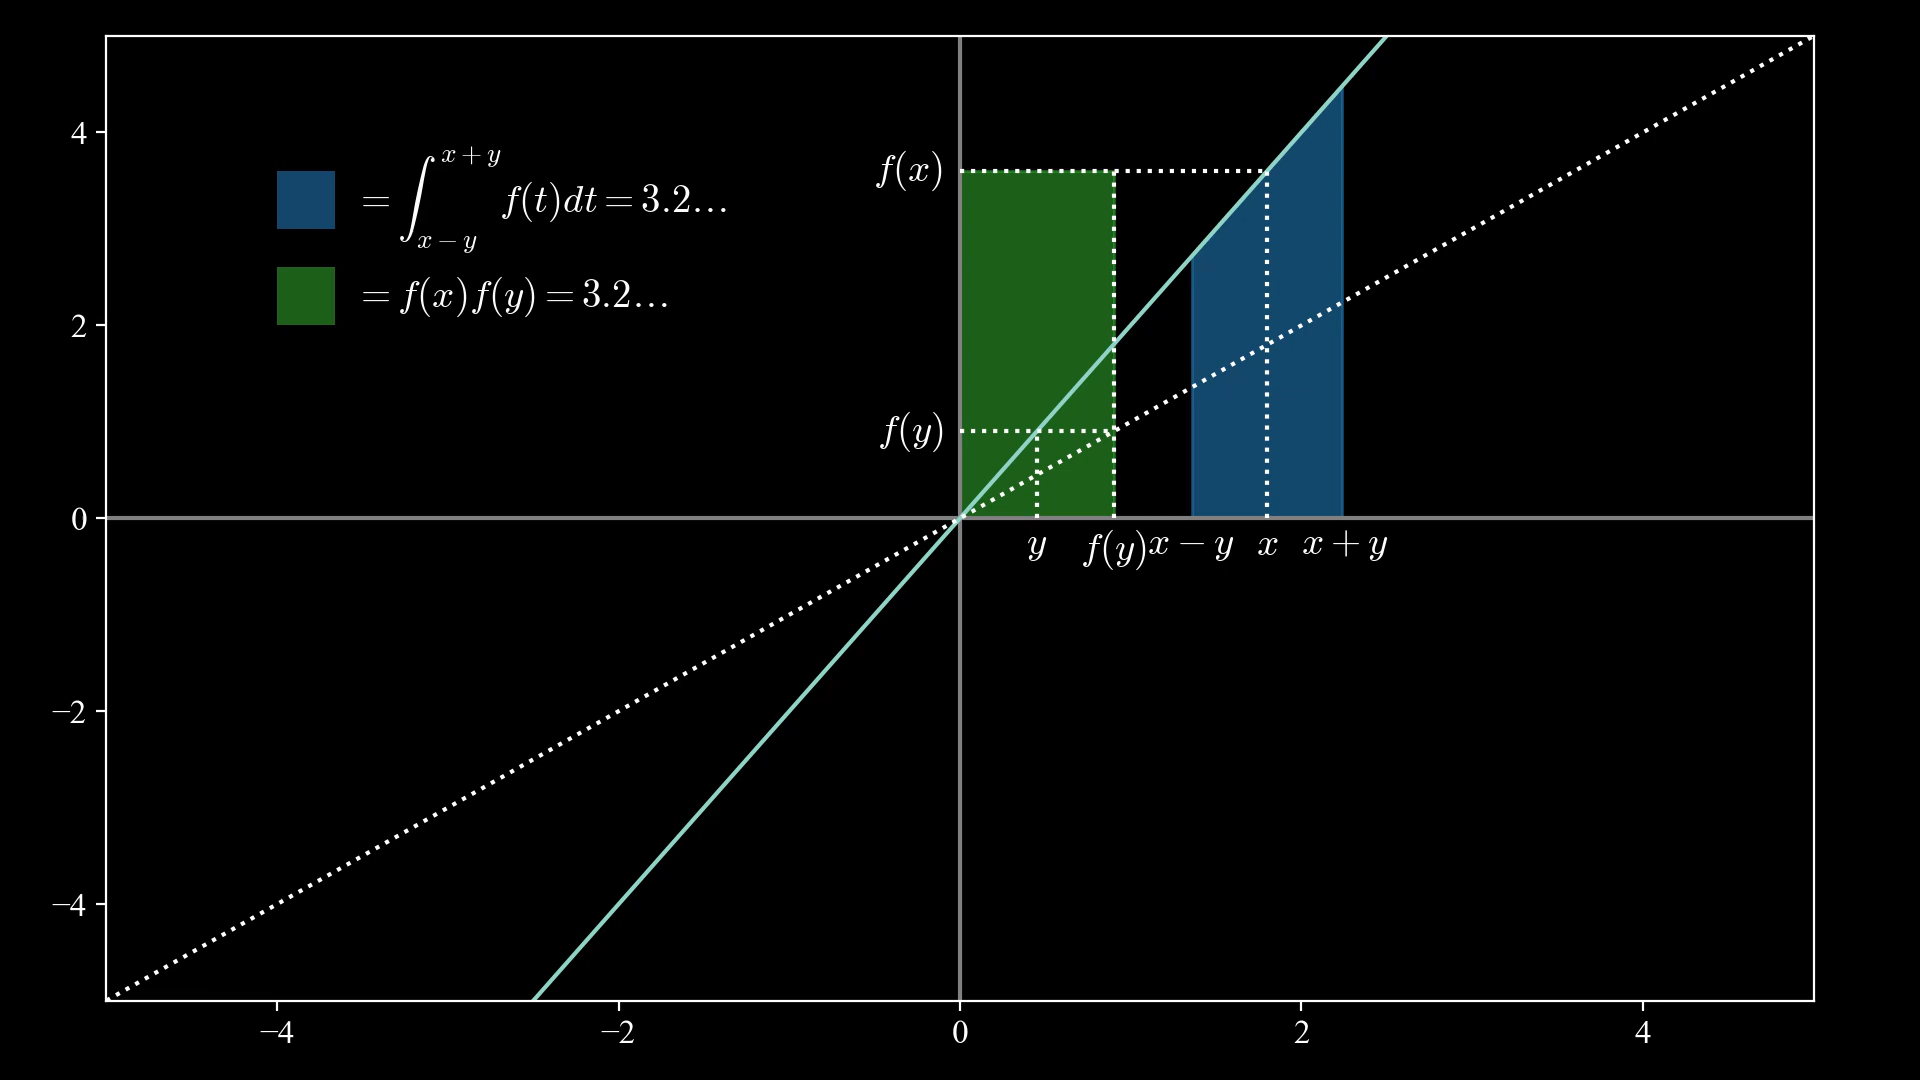 = ∫_{x−y}^{x+y} f(t)dt = 3.2...
= f(x)f(y) = 3.2...
f(x)
f(y)
y f(y) x − y x x + y
4
2
0
−2
−4
−4 −2 0 2 4